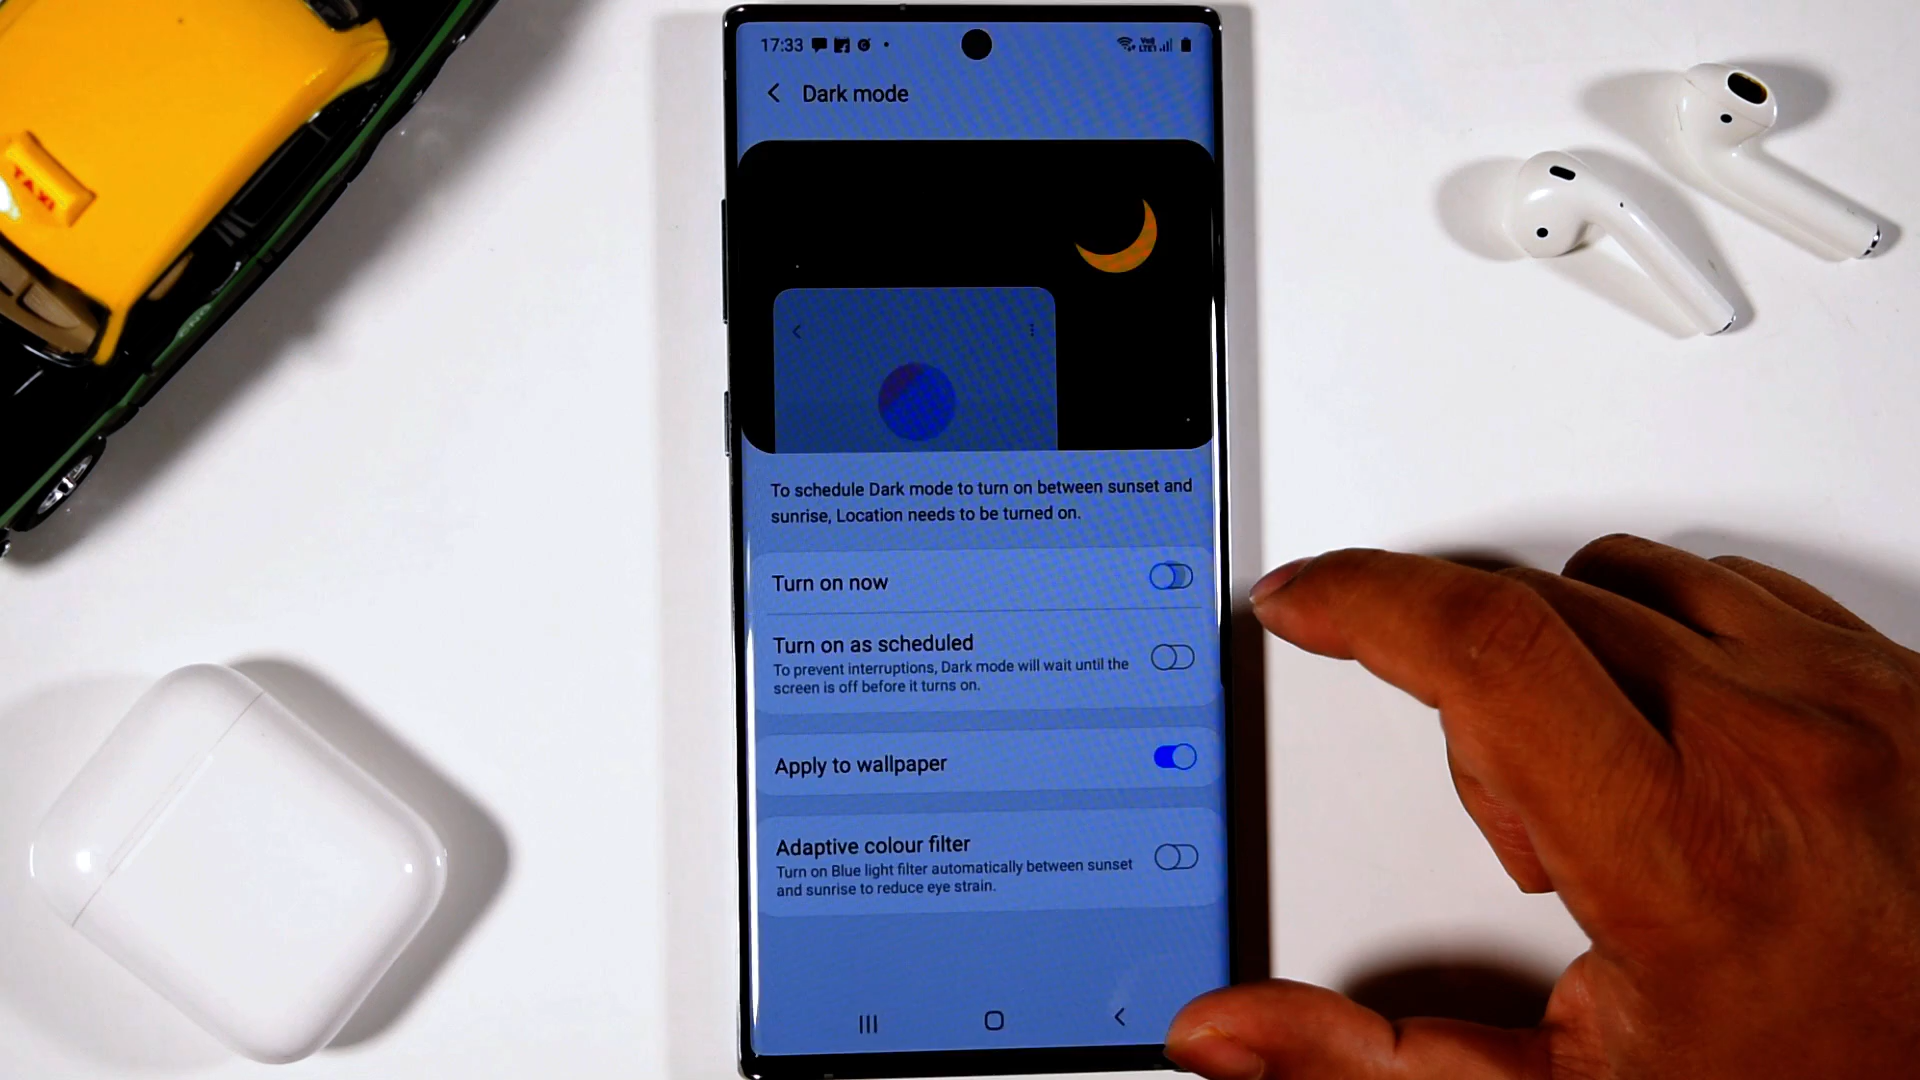 TAXI
17:33
Dark mode
To schedule Dark mode to turn on between sunset and
sunrise, Location needs to be turned on.
Turn on now
Turn on as scheduled
To prevent interruptions, Dark mode will wait until the
screen is off before it turns on.
Apply to wallpaper
Adaptive colour filter
Turn on Blue light filter automatically between sunset
and sunrise to reduce eye strain.